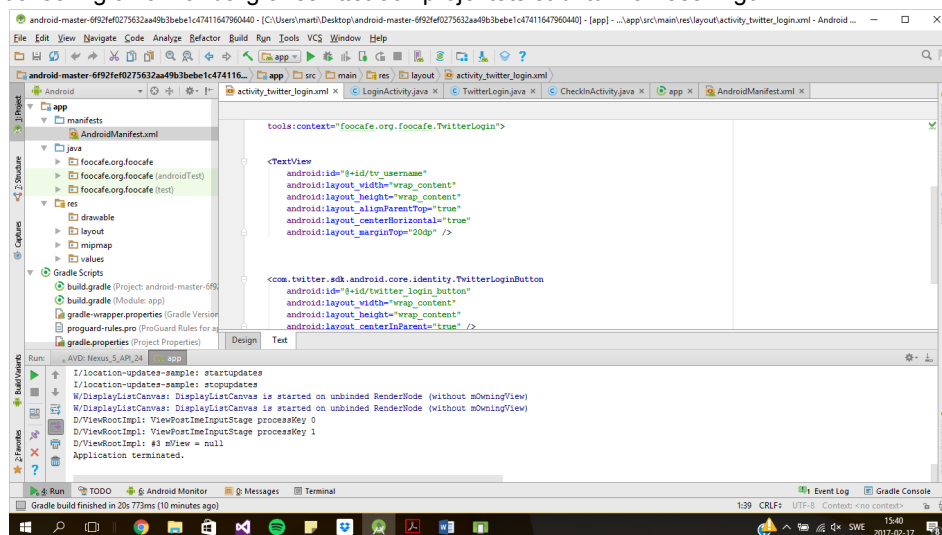 android-master-6f92fef0275632aa49b3bebe1c47411647960440 - [C:\Users\marti\Desktop\android-master-6f92fef0275632aa49b3bebe1c47411647960440] - [app] - ...\app\src\main\res\layout\activity_twitter_login.xml - Android ...
File Edit View Navigate Code Analyze Refactor Build Run Tools VCS Window Help
app
android-master-6f92fef0275632aa49b3bebe1c474116... app src main res layout activity_twitter_login.xml
Android
activity_twitter_login.xml LoginActivity.java TwitterLogin.java CheckInActivity.java app AndroidManifest.xml
1: Project
Z: Structure
Captures
Build Variants
2: Favorites
app
manifests
AndroidManifest.xml
java
foocafe.org.foocafe
foocafe.org.foocafe (androidTest)
foocafe.org.foocafe (test)
res
drawable
layout
mipmap
values
Gradle Scripts
build.gradle (Project: android-master-6f92
build.gradle (Module: app)
gradle-wrapper.properties (Gradle Version
proguard-rules.pro (ProGuard Rules for ap
gradle.properties (Project Properties)
tools:context="foocafe.org.foocafe.TwitterLogin">
<TextView
android:id="@+id/tv_username"
android:layout_width="wrap_content"
android:layout_height="wrap_content"
android:layout_alignParentTop="true"
android:layout_centerHorizontal="true"
android:layout_marginTop="20dp" />
<com.twitter.sdk.android.core.identity.TwitterLoginButton
android:id="@+id/twitter_login_button"
android:layout_width="wrap_content"
android:layout_height="wrap_content"
android:layout_centerInParent="true" />
Design Text
Run: AVD: Nexus_5_API_24 app
I/location-updates-sample: startupdates
I/location-updates-sample: stopupdates
W/DisplayListCanvas: DisplayListCanvas is started on unbinded RenderNode (without mOwningView)
W/DisplayListCanvas: DisplayListCanvas is started on unbinded RenderNode (without mOwningView)
D/ViewRootImpl: ViewPostImeInputStage processKey 0
D/ViewRootImpl: ViewPostImeInputStage processKey 1
D/ViewRootImpl: #3 mView = null
Application terminated.
4: Run TODO 6: Android Monitor 0: Messages Terminal 1 Event Log Gradle Console
Gradle build finished in 20s 773ms (10 minutes ago) 1:39 CRLF UTF-8 Context: <no context>
SWE 15:40
2017-02-17